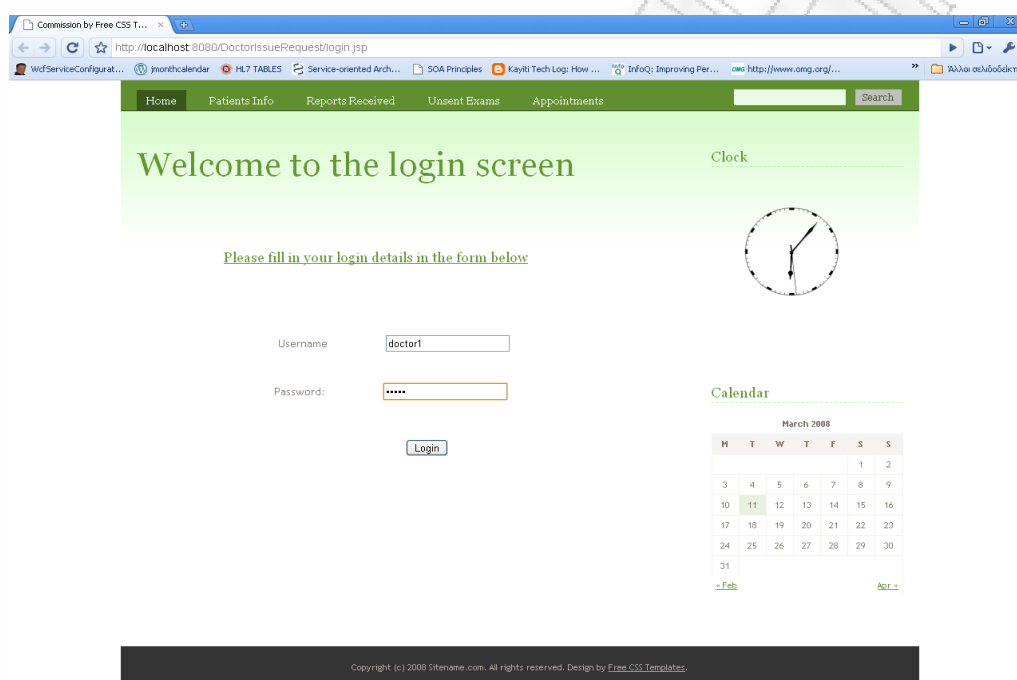 Commission by Free CSS T...
http://localhost:8080/DoctorIssueRequest/login.jsp
WcfServiceConfigurat... jmonthcalendar HL7 TABLES Service-oriented Arch... SOA Principles Kayiti Tech Log: How ... InfoQ: Improving Per... http://www.omg.org/... » Άλλοι σελιδοδείκτ
Home Patients Info Reports Received Unsent Exams Appointments Search
Welcome to the login screen
Clock
Please fill in your login details in the form below
Username doctor1
Password: •••••
Login
Calendar
March 2008
M T W T F S S
1 2
3 4 5 6 7 8 9
10 11 12 13 14 15 16
17 18 19 20 21 22 23
24 25 26 27 28 29 30
31
« Feb Apr »
Copyright (c) 2008 Sitename.com. All rights reserved. Design by Free CSS Templates.